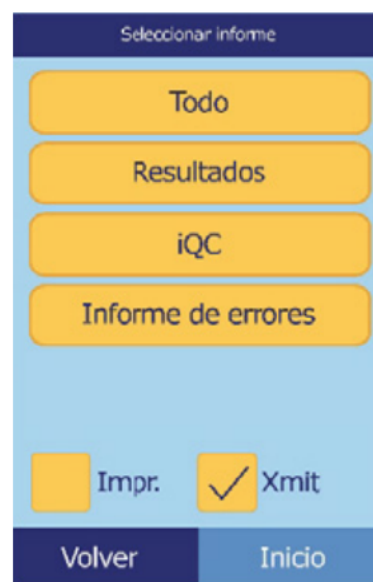 Seleccionar informe
Todo
Resultados
iQC
Informe de errores
Impr. Xmit
Volver Inicio